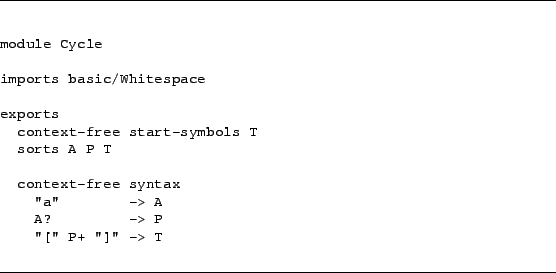 module Cycle
imports basic/Whitespace
exports
context-free start-symbols T
sorts A P T
context-free syntax
"a" -> A
A? -> P
"[" P+ "]" -> T